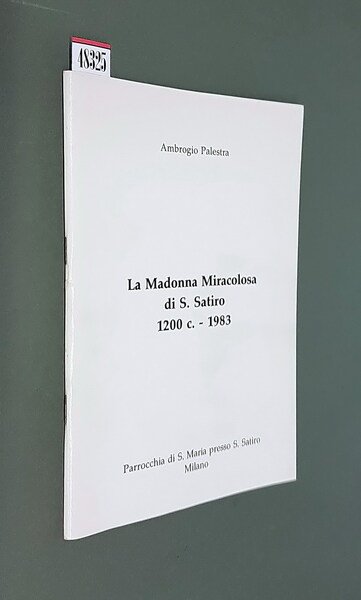 48325
Ambrogio Palestra
La Madonna Miracolosa
di S. Satiro
1200 c. - 1983
Parrocchia di S. Maria presso S. Satiro
Milano